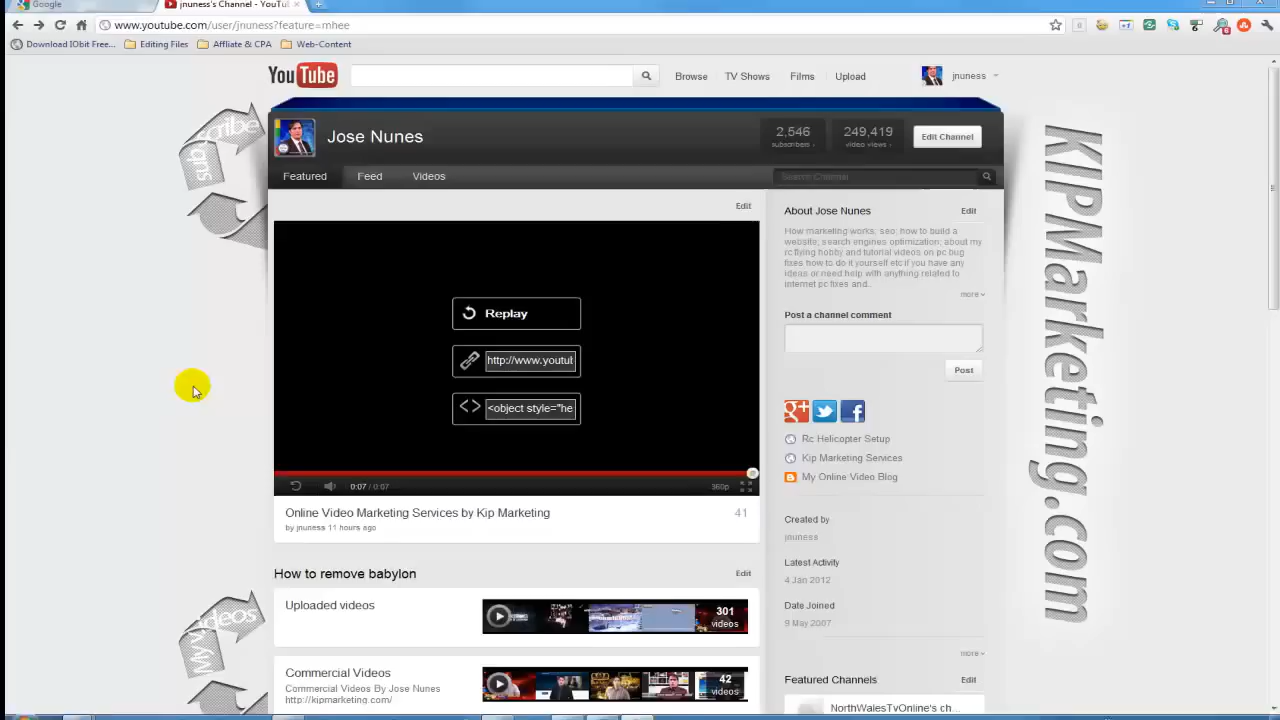 Google
jnuness's Channel - YouTu
www.youtube.com/user/jnuness?feature=mhee
Download IObit Free...
Editing Files
Affliate & CPA
Web-Content
YouTube
Browse
TV Shows
Films
Upload
jnuness
Jose Nunes
2,546
subscribers
249,419
video views
Edit Channel
Featured
Feed
Videos
Search Channel
Edit
Replay
http://www.youtul
<object style="he
0:07 / 0:07
360p
Online Video Marketing Services by Kip Marketing
41
by jnuness 11 hours ago
How to remove babylon
Edit
Uploaded videos
301
videos
Commercial Videos
Commercial Videos By Jose Nunes
http://kipmarketing.com/
42
videos
About Jose Nunes
Edit
How marketing works, seo, how to build a
website, search engines optimization, about my
rc flying hobby and tutorial videos on pc bug
fixes how to do it yourself etc if you have any
ideas or need help with anything related to
internet pc fixes and..
more
Post a channel comment
Post
Rc Helicopter Setup
Kip Marketing Services
My Online Video Blog
Created by
jnuness
Latest Activity
4 Jan 2012
Date Joined
9 May 2007
more
Featured Channels
Edit
NorthWalesTvOnline's ch...
KIPMarketing.com